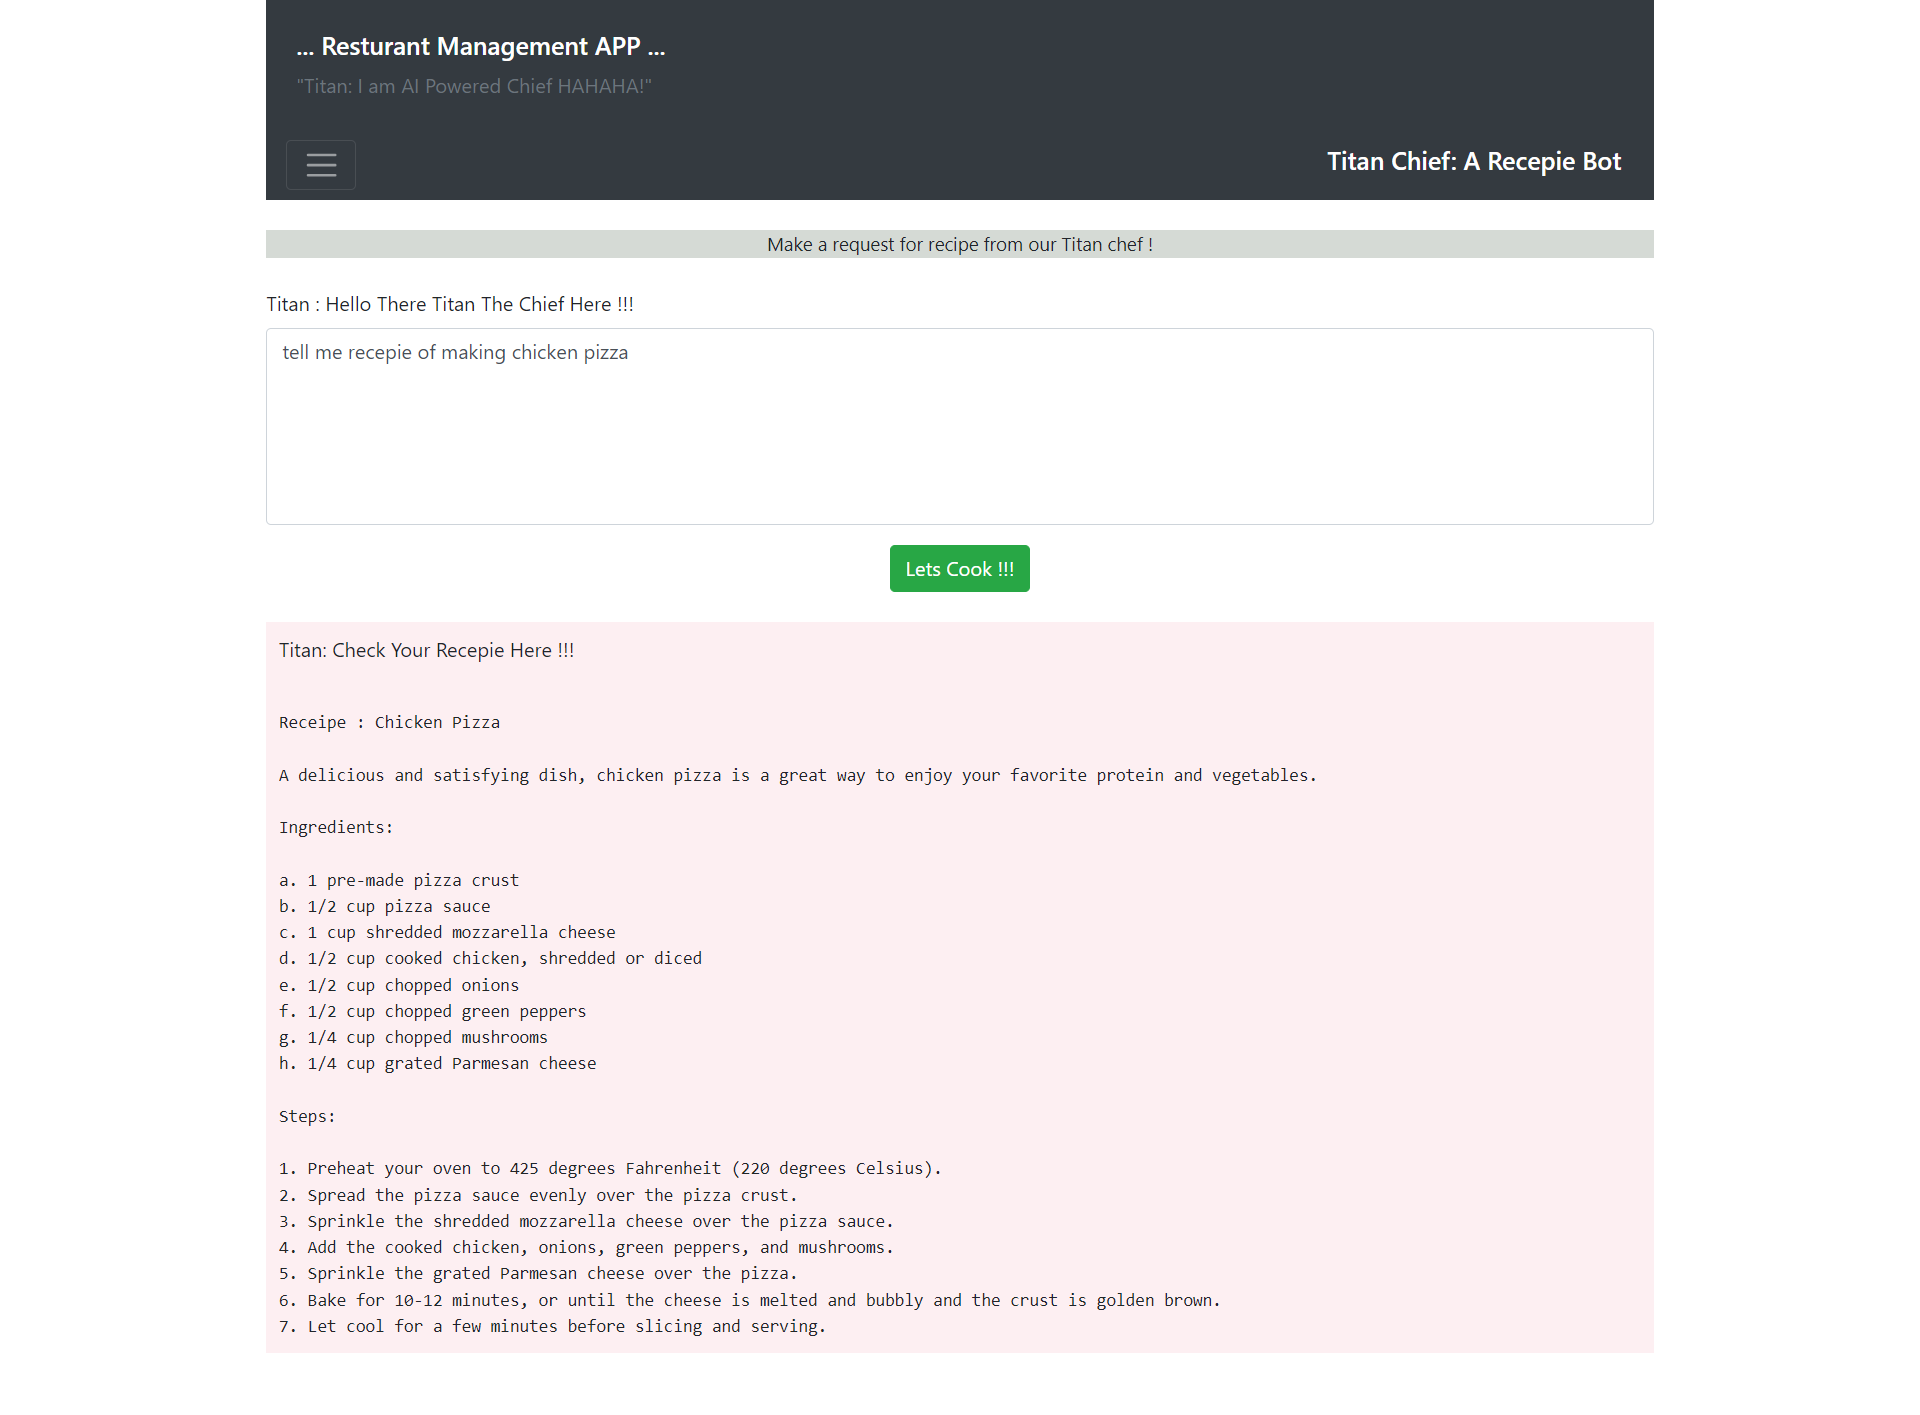 ... Resturant Management APP ...
"Titan: I am AI Powered Chief HAHAHA!"
Titan Chief: A Recepie Bot
Make a request for recipe from our Titan chef !
Titan : Hello There Titan The Chief Here !!!
tell me recepie of making chicken pizza
Lets Cook !!!
Titan: Check Your Recepie Here !!!
Receipe : Chicken Pizza
A delicious and satisfying dish, chicken pizza is a great way to enjoy your favorite protein and vegetables.
Ingredients:
a. 1 pre-made pizza crust
b. 1/2 cup pizza sauce
c. 1 cup shredded mozzarella cheese
d. 1/2 cup cooked chicken, shredded or diced
e. 1/2 cup chopped onions
f. 1/2 cup chopped green peppers
g. 1/4 cup chopped mushrooms
h. 1/4 cup grated Parmesan cheese
Steps:
1. Preheat your oven to 425 degrees Fahrenheit (220 degrees Celsius).
2. Spread the pizza sauce evenly over the pizza crust.
3. Sprinkle the shredded mozzarella cheese over the pizza sauce.
4. Add the cooked chicken, onions, green peppers, and mushrooms.
5. Sprinkle the grated Parmesan cheese over the pizza.
6. Bake for 10-12 minutes, or until the cheese is melted and bubbly and the crust is golden brown.
7. Let cool for a few minutes before slicing and serving.